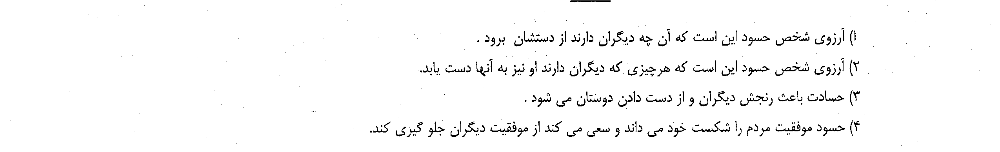 ۱) آرزوی شخص حسود این است که آن چه دیگران دارند از دستشان برود .
۲) آرزوی شخص حسود این است که هرچیزی که دیگران دارند او نیز به آنها دست یابد.
۳) حسادت باعث رنجش دیگران و از دست دادن دوستان می شود .
۴) حسود موفقیت مردم را شکست خود می داند و سعی می کند از موفقیت دیگران جلو گیری کند.